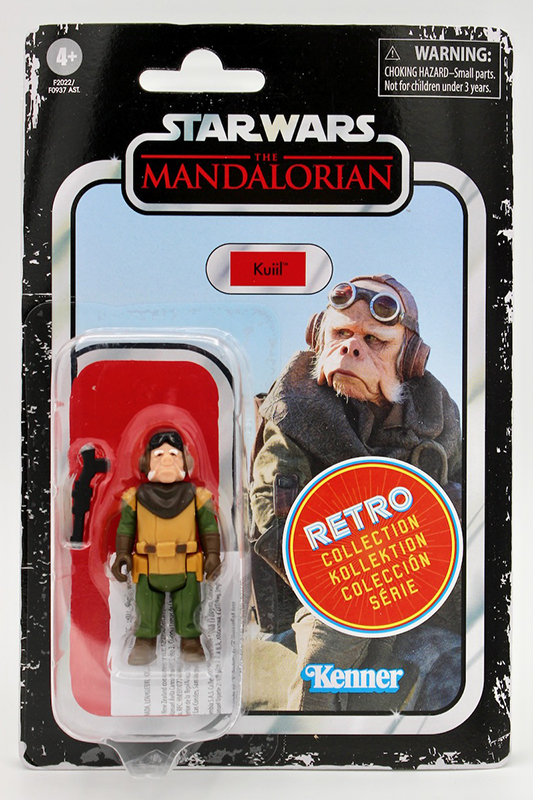 4+
F2022/
F0937 AST.
⚠ WARNING:
CHOKING HAZARD–Small parts.
Not for children under 3 years.
STAR WARS
THE
MANDALORIAN
Kuiil™
RETRO
COLLECTION
KOLLEKTION
COLECCIÓN
SÉRIE
Kenner